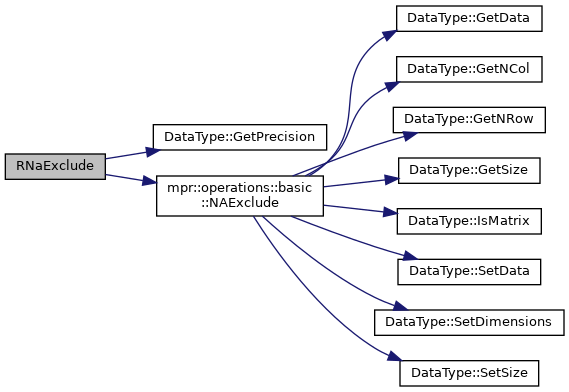 RNaExclude
DataType::GetPrecision
mpr::operations::basic
::NAExclude
DataType::GetData
DataType::GetNCol
DataType::GetNRow
DataType::GetSize
DataType::IsMatrix
DataType::SetData
DataType::SetDimensions
DataType::SetSize